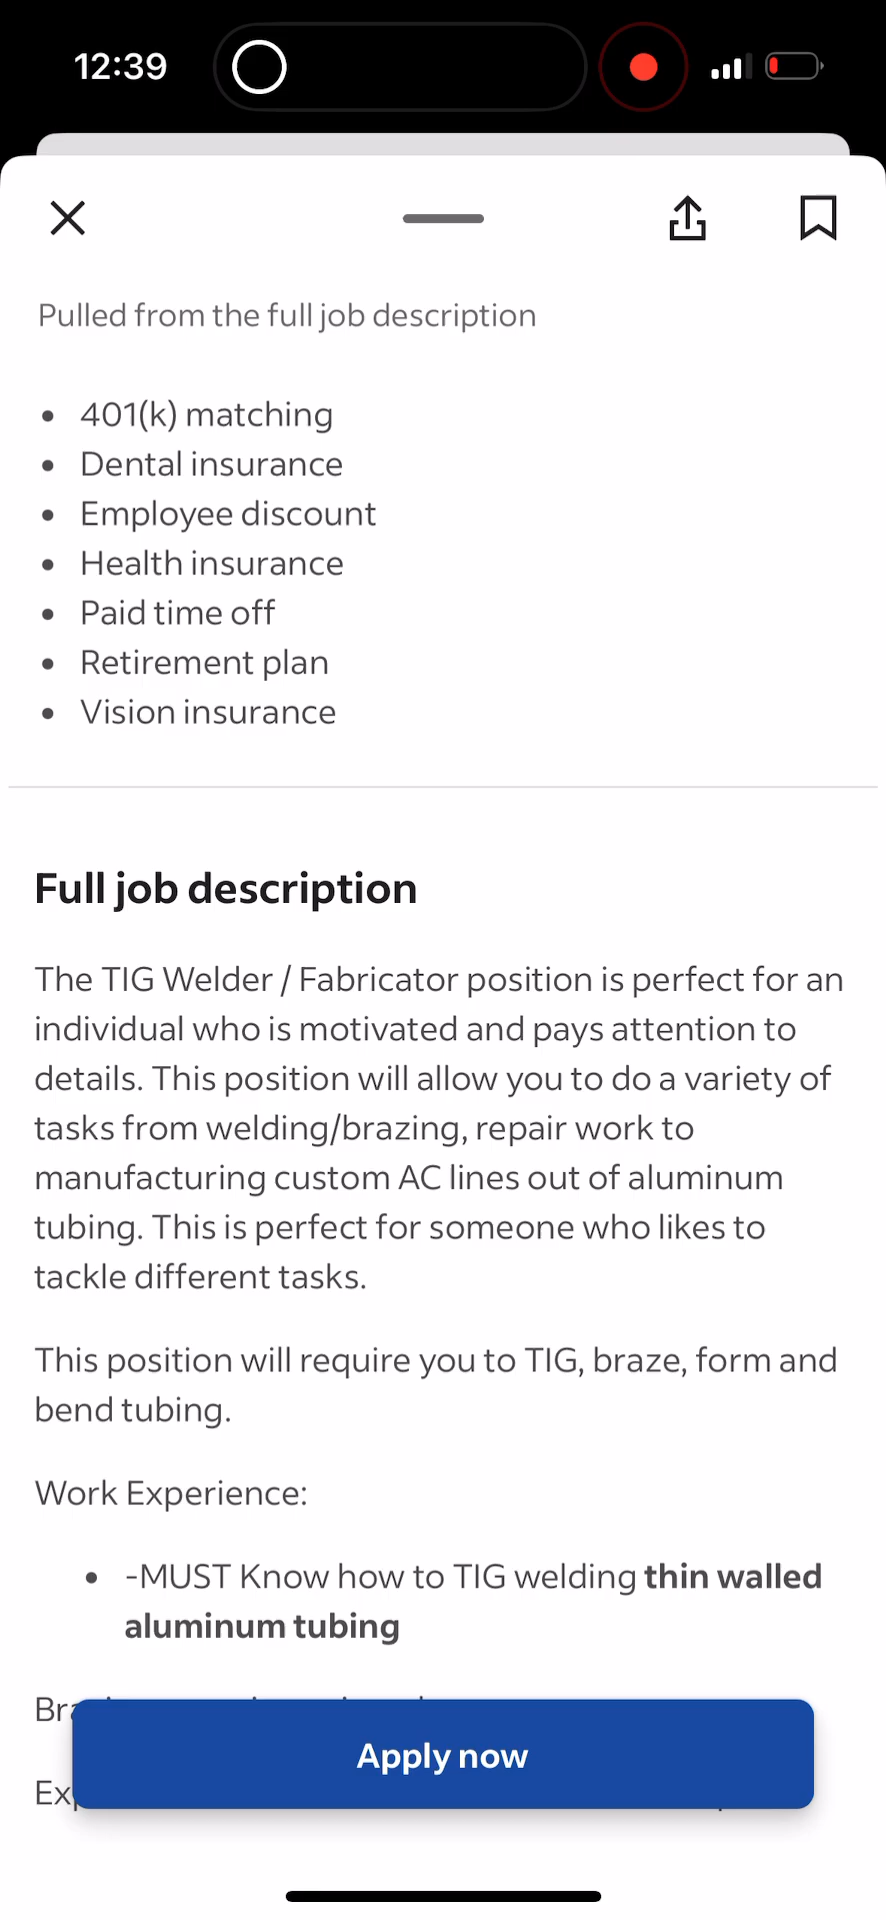 12:39
Pulled from the full job description
• 401(k) matching
• Dental insurance
• Employee discount
• Health insurance
• Paid time off
• Retirement plan
• Vision insurance
Full job description
The TIG Welder / Fabricator position is perfect for an
individual who is motivated and pays attention to
details. This position will allow you to do a variety of
tasks from welding/brazing, repair work to
manufacturing custom AC lines out of aluminum
tubing. This is perfect for someone who likes to
tackle different tasks.
This position will require you to TIG, braze, form and
bend tubing.
Work Experience:
• -MUST Know how to TIG welding thin walled
aluminum tubing
Apply now